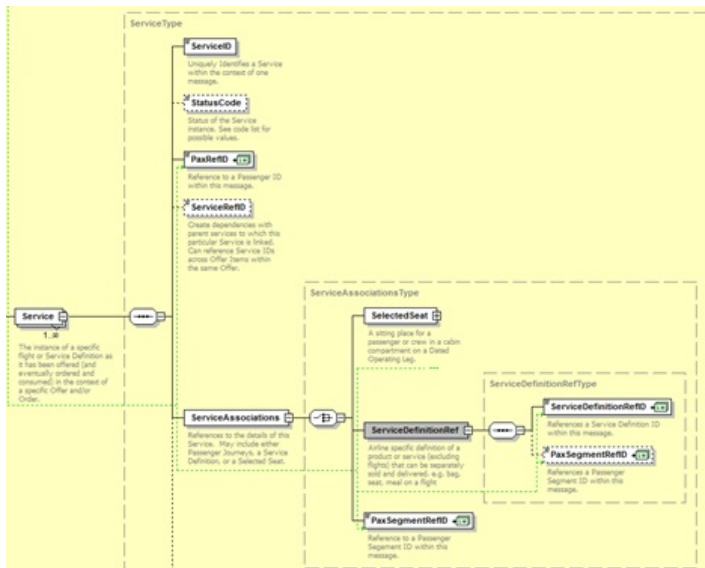 ServiceType
ServiceID
Uniquely Identifies a Service
within the context of one
message.
StatusCode
Status of the Service
instance. See code list for
possible values.
PaxRefID
Reference to a Passenger ID
within this message.
ServiceRefID
Create dependencies with
parent services to which this
particular Service is linked.
Can reference Service IDs
across Offer Items within
the same Offer.
Service
1..∞
The instance of a specific
flight or Service Definition as
it has been offered (and
eventually ordered and
consumed) in the context of
a specific Offer and/or
Order.
ServiceAssociations
References to the details of this
Service. May include either
Passenger Journeys, a Service
Definition, or a Selected Seat.
ServiceAssociationsType
SelectedSeat
A sitting place for a
passenger or crew in a cabin
compartment on a Dated
Operating Leg.
ServiceDefinitionRef
Airline specific definition of a
product or service (excluding
flights) that can be separately
sold and delivered. e.g. bag,
seat, meal on a flight
ServiceDefinitionRefType
ServiceDefinitionRefID
References a Service Definition ID
within this message.
PaxSegmentRefID
References a Passenger
Segment ID within this
message.
PaxSegmentRefID
Reference to a Passenger
Segement ID within this
message.